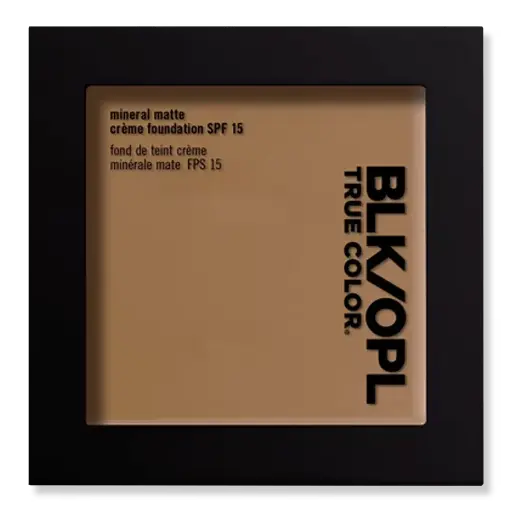 mineral matte
crème foundation SPF 15
fond de teint crème
minérale mate FPS 15
BLK/OPL
TRUE COLOR®